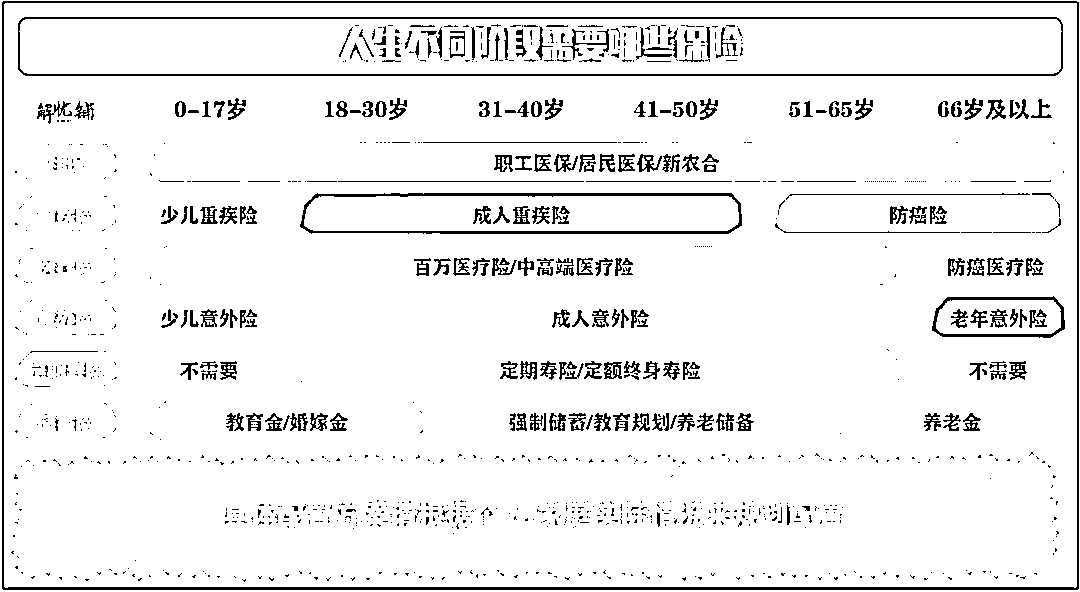 人生不同阶段需要哪些保险
解忧铺 0-17岁 18-30岁 31-40岁 41-50岁 51-65岁 66岁及以上
职工医保/居民医保/新农合
少儿重疾险 成人重疾险 防癌险
百万医疗险/中高端医疗险 防癌医疗险
少儿意外险 成人意外险 老年意外险
不需要 定期寿险/定额终身寿险 不需要
教育金/婚嫁金 强制储蓄/教育规划/养老储备 养老金